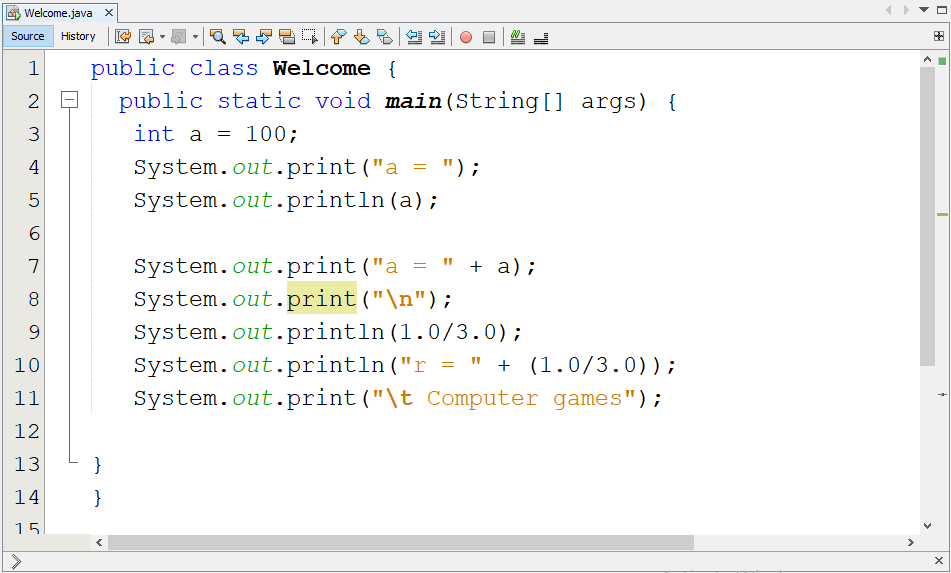 Welcome.java
Source History
1 public class Welcome {
2 public static void main(String[] args) {
3 int a = 100;
4 System.out.print("a = ");
5 System.out.println(a);
6
7 System.out.print("a = " + a);
8 System.out.print("\n");
9 System.out.println(1.0/3.0);
10 System.out.println("r = " + (1.0/3.0));
11 System.out.print("\t Computer games");
12
13 }
14 }
15